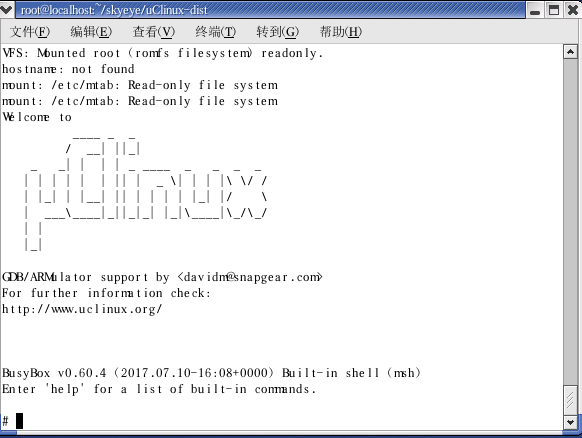 root@localhost:~/skyeye/uClinux-dist
文件(F) 编辑(E) 查看(V) 终端(T) 转到(G) 帮助(H)
VFS: Mounted root (romfs filesystem) readonly.
hostname: not found
mount: /etc/mtab: Read-only file system
mount: /etc/mtab: Read-only file system
Welcome to
          ____ _  _
         /  __| ||_|
    _   _| |  | | _ ____  _   _  _  _
   | | | | |  | || |  _ \| | | |\ \/ /
   | |_| | |__| || | | | | |_| |/    \
   |  ___\____|_||_|_| |_|\____|\_/\_/
   | |
   |_|
GDB/ARMulator support by <davidm@snapgear.com>
For further information check:
http://www.uclinux.org/
BusyBox v0.60.4 (2017.07.10-16:08+0000) Built-in shell (msh)
Enter 'help' for a list of built-in commands.
#